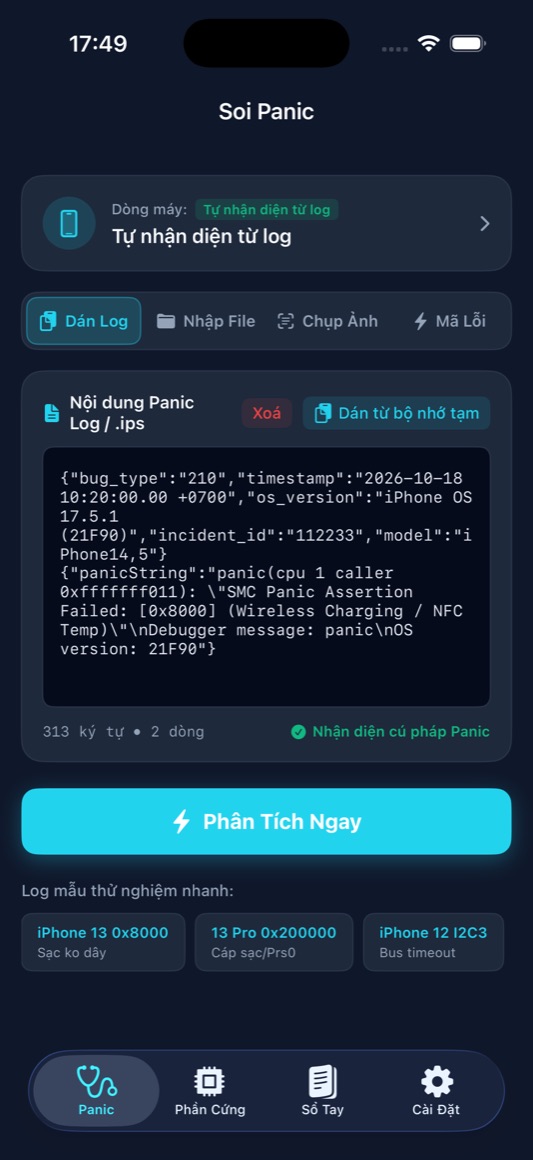 17:49
Soi Panic
Dòng máy: Tự nhận diện từ log
Tự nhận diện từ log
Dán Log
Nhập File
Chụp Ảnh
Mã Lỗi
Nội dung Panic
Log / .ips
Xoá
Dán từ bộ nhớ tạm
{"bug_type":"210","timestamp":"2026-10-18
10:20:00.00 +0700","os_version":"iPhone OS
17.5.1
(21F90)","incident_id":"112233","model":"i
Phone14,5"}
{"panicString":"panic(cpu 1 caller
0xfffffff011): \"SMC Panic Assertion
Failed: [0x8000] (Wireless Charging / NFC
Temp)\"\nDebugger message: panic\nOS
version: 21F90"}
313 ký tự • 2 dòng
Nhận diện cú pháp Panic
Phân Tích Ngay
Log mẫu thử nghiệm nhanh:
iPhone 13 0x8000
Sạc ko dây
13 Pro 0x200000
Cáp sạc/Prs0
iPhone 12 I2C3
Bus timeout
Panic
Phần Cứng
Sổ Tay
Cài Đặt